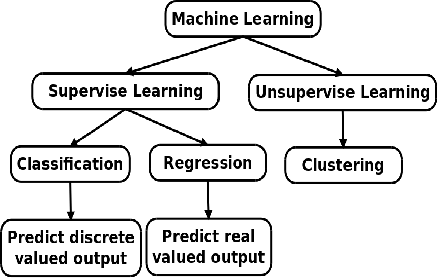 Machine Learning
Supervise Learning
Unsupervise Learning
Classification
Regression
Clustering
Predict discrete
valued output
Predict real
valued output